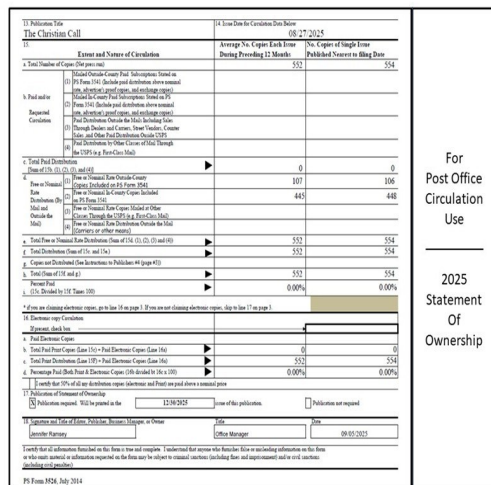 13. Publication Title
14. Issue Date for Circulation Data Below
The Christian Call
08/27/2025
15.
Extent and Nature of Circulation
Average No. Copies Each Issue During Preceding 12 Months
No. Copies of Single Issue Published Nearest to Filing Date
a. Total Number of Copies (Net press run)
552
554
b. Paid and/or Requested Circulation
(1) Mailed Outside-County Paid Subscriptions Stated on
PS Form 3541 (Include paid distribution above nominal
rate, advertiser's proof copies, and exchange copies)
(2) Mailed In-County Paid Subscriptions Stated on PS
Form 3541 (Include paid distribution above nominal
rate, advertiser's proof copies, and exchange copies)
(3) Paid Distribution Outside the Mails Including Sales
Through Dealers and Carriers, Street Vendors, Counter
Sales, and Other Paid Distribution Outside USPS
(4) Paid Distribution by Other Classes of Mail Through
the USPS (e.g. First-Class Mail)
c. Total Paid Distribution
[Sum of 15b. (1), (2), (3), and (4)]
0
0
d. Free or Nominal Rate Distribution (By Mail and Outside the Mail)
(1) Free or Nominal Rate Outside-County
Copies Included on PS Form 3541
107
106
(2) Free or Nominal In-County Copies Included
on PS Form 3541
445
448
(3) Free or Nominal Rate Copies Mailed at Other
Classes Through the USPS (e.g. First-Class Mail)
(4) Free or Nominal Rate Distribution Outside the Mail
(Carriers or other means)
e. Total Free or Nominal Rate Distribution (Sum of 15d. (1), (2), (3) and (4))
552
554
f. Total Distribution (Sum of 15c. and 15e.)
552
554
g. Copies not Distributed (See Instructions to Publishers #4 (page #3))
h. Total (Sum of 15f. and g.)
552
554
i. Percent Paid
(15c. Divided by 15f. Times 100)
0.00%
0.00%
* If you are claiming electronic copies, go to line 16 on page 3. If you are not claiming electronic copies, skip to line 17 on page 3.
16. Electronic copy Circulation
If present, check box
a. Paid Electronic Copies
b. Total Paid Print Copies (Line 15c) + Paid Electronic Copies (Line 16a)
0
0
c. Total Print Distribution (Line 15f) + Paid Electronic Copies (Line 16a)
552
554
d. Percentage Paid (Both Print & Electronic Copies) (16b divided by 16c x 100)
0.00%
0.00%
I certify that 50% of all my distribution copies (electronic and Print) are paid above a nominal price
17. Publication of Statement of Ownership
X Publication required. Will be printed in the 12/30/2025 issue of this publication.
Publication not required
18. Signature and Title of Editor, Publisher, Business Manager, or Owner
Title
Date
Jennifer Ramsey
Office Manager
09/05/2025
I certify that all information furnished on this form is true and complete. I understand that anyone who furnishes false or misleading information on this form
or who omits material or information requested on the form may be subject to criminal sanctions (including fines and imprisonment) and/or civil sanctions
(including civil penalties)
PS Form 3526, July 2014
For
Post Office
Circulation
Use
2025
Statement
Of
Ownership